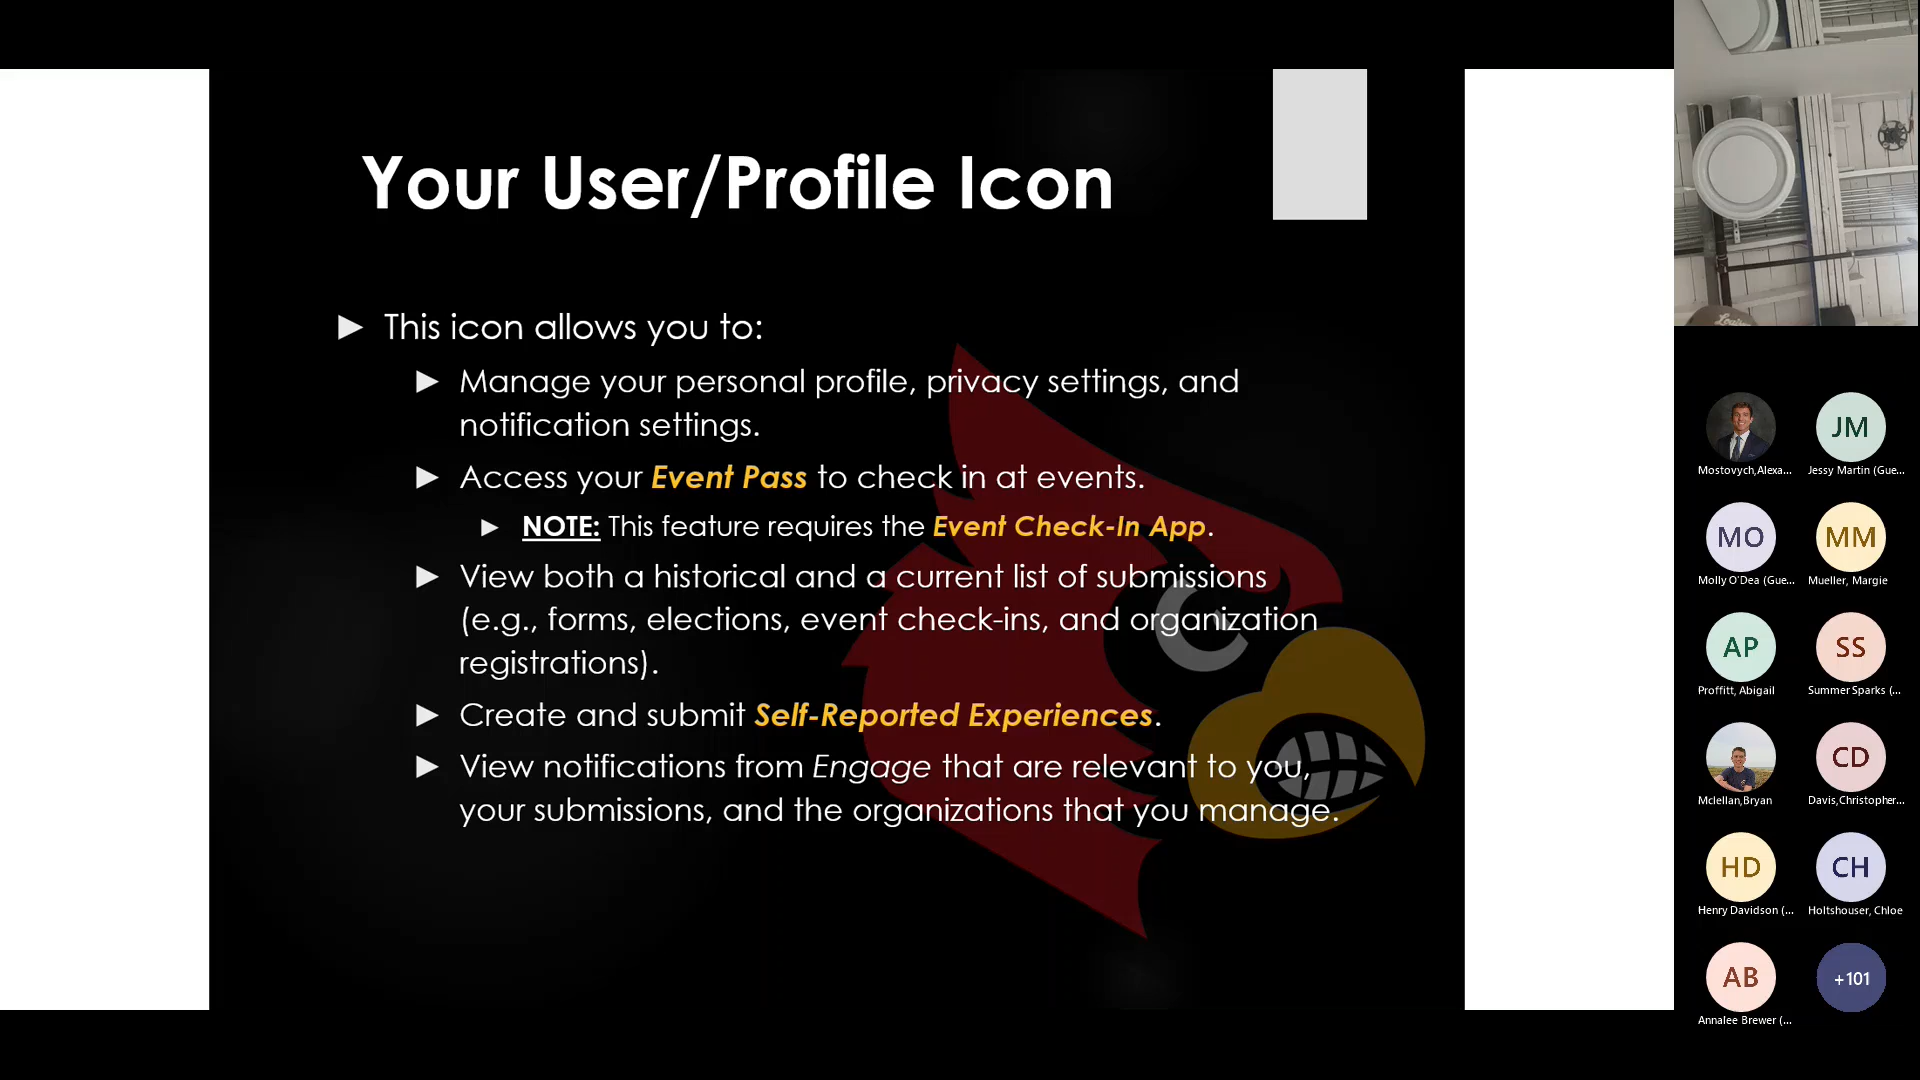 Your User/Profile Icon
This icon allows you to:
Manage your personal profile, privacy settings, and
notification settings.
Access your Event Pass to check in at events.
NOTE: This feature requires the Event Check-In App.
View both a historical and a current list of submissions
(e.g., forms, elections, event check-ins, and organization
registrations).
Create and submit Self-Reported Experiences.
View notifications from Engage that are relevant to you,
your submissions, and the organizations that you manage.
Mostovych,Alexa...
JM
Jessy Martin (Gue...
MO
Molly O'Dea (Gue...
MM
Mueller, Margie
AP
Proffitt, Abigail
SS
Summer Sparks (...
Mclellan,Bryan
CD
Davis,Christopher...
HD
Henry Davidson (...
CH
Holtshouser, Chloe
AB
Annalee Brewer (...
+101